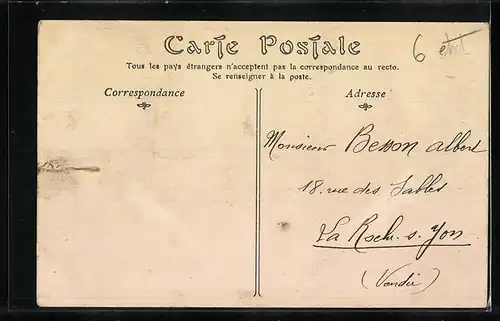 Carte Postale
6
Tous les pays étrangers n'acceptent pas la correspondance au recto.
Se renseigner à la poste.
Correspondance
Adresse
Monsieur Besson Albert
18. rue des Sables
La Roche-s-Yon
(Vendée)